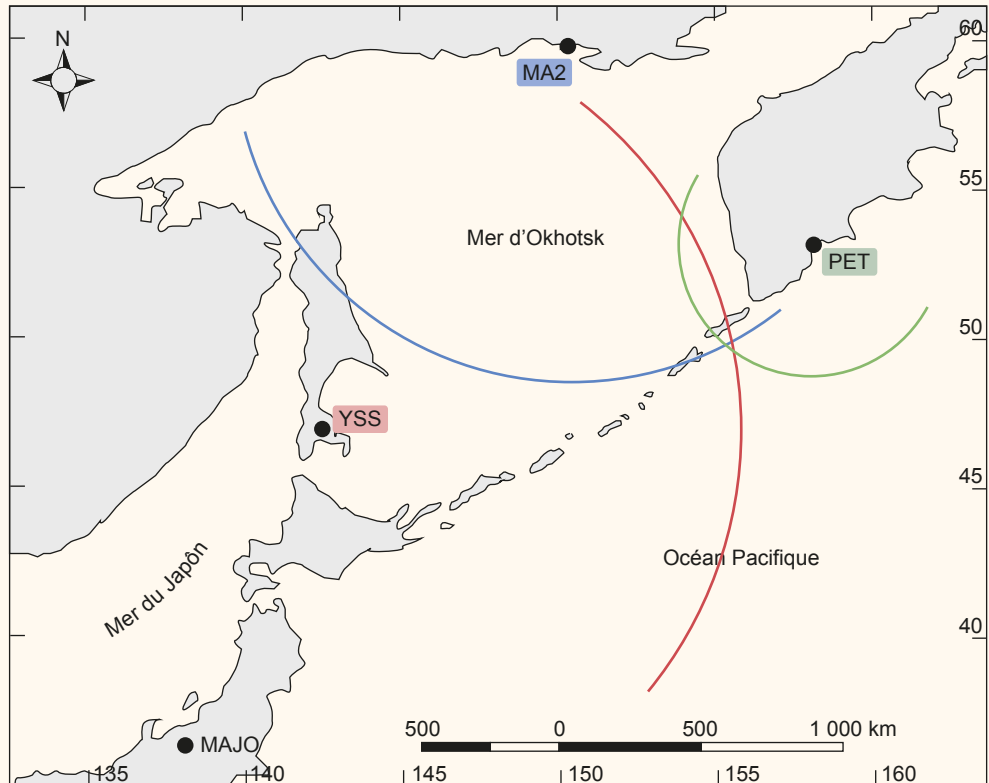 N
MA2
60
55
Mer d’Okhotsk
PET
50
YSS
45
Océan Pacifique
Mer du Japôn
40
500 0 500 1 000 km
MAJO
135 140 145 150 155 160